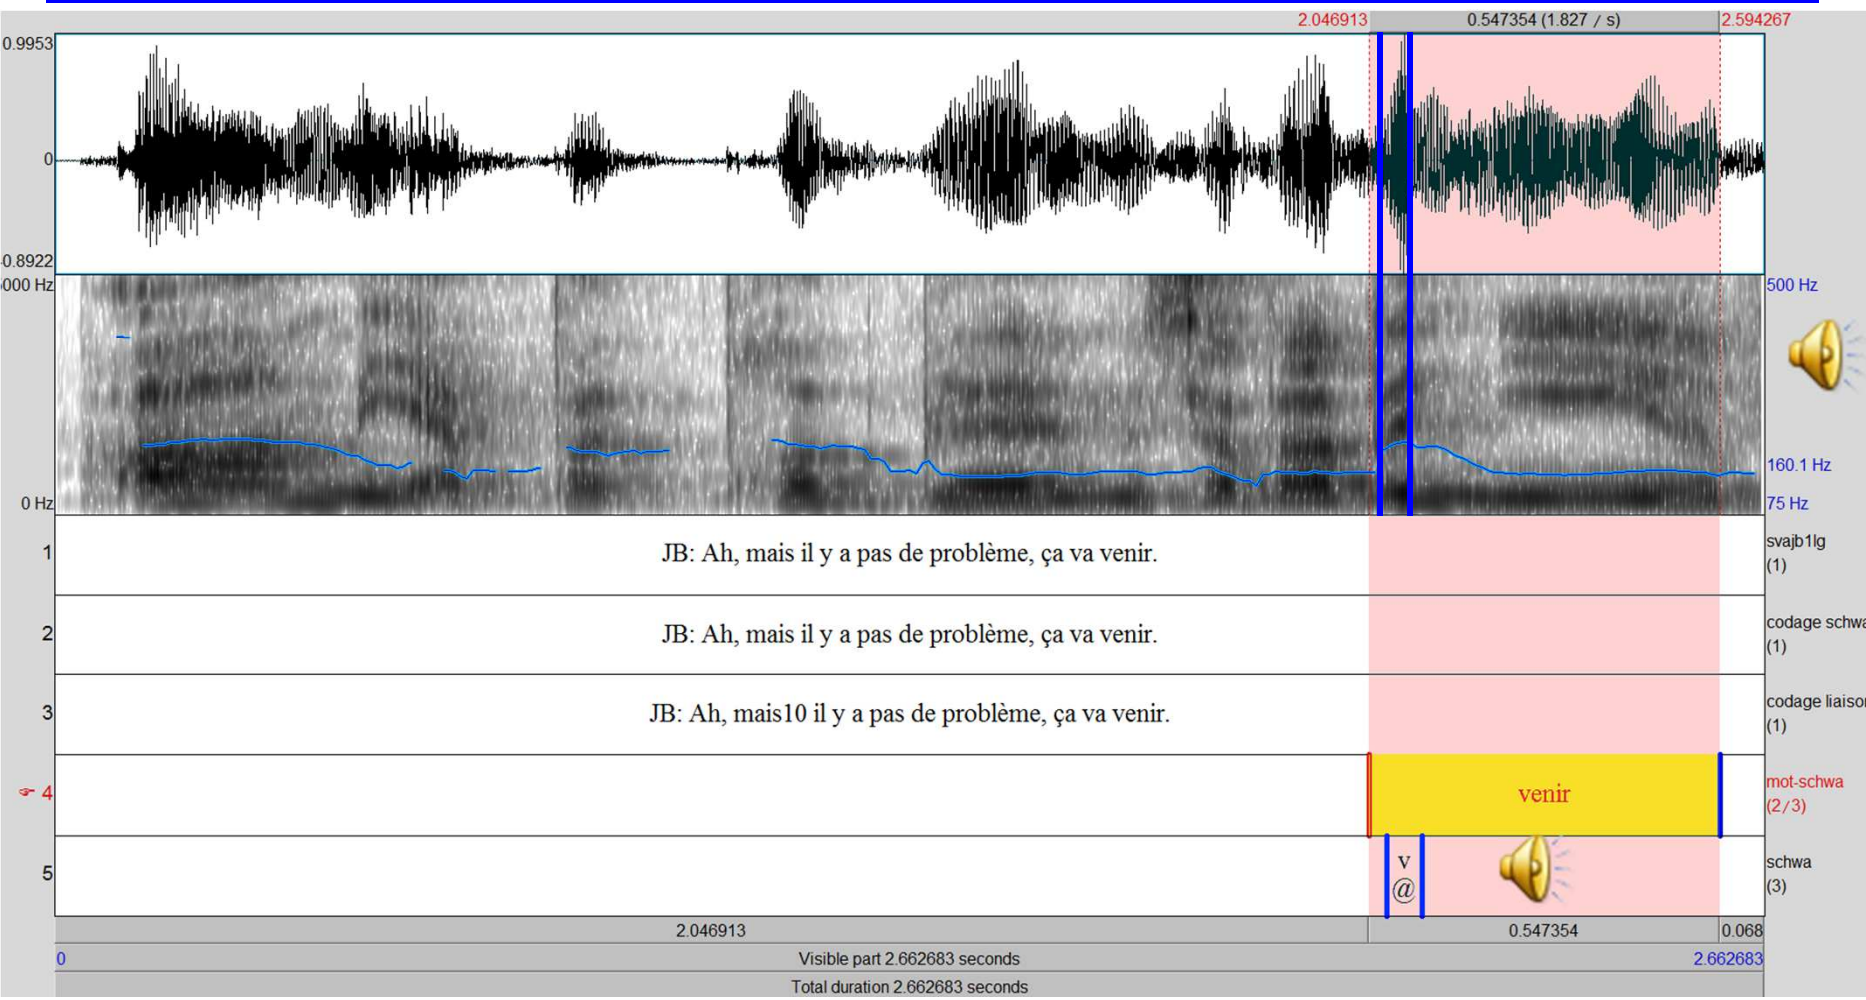 2.046913 0.547354 (1.827 / s) 2.594267
0.9953
0
0.8922
000 Hz 500 Hz
160.1 Hz
0 Hz 75 Hz
1 JB: Ah, mais il y a pas de problème, ça va venir. svajb1lg
(1)
2 JB: Ah, mais il y a pas de problème, ça va venir. codage schwa
(1)
3 JB: Ah, mais10 il y a pas de problème, ça va venir. codage liaison
(1)
4 venir mot-schwa
(2/3)
5 v
@
schwa
(3)
2.046913 0.547354 0.068
0 Visible part 2.662683 seconds 2.662683
Total duration 2.662683 seconds